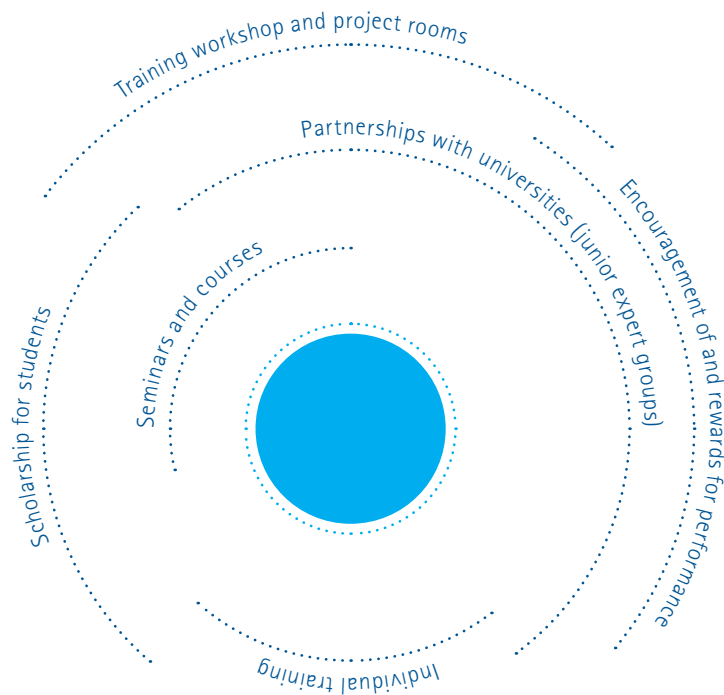 Training workshop and project rooms
Partnerships with universities (junior expert groups)
Encouragement of and rewards for performance
Seminars and courses
Scholarship for students
Individual training